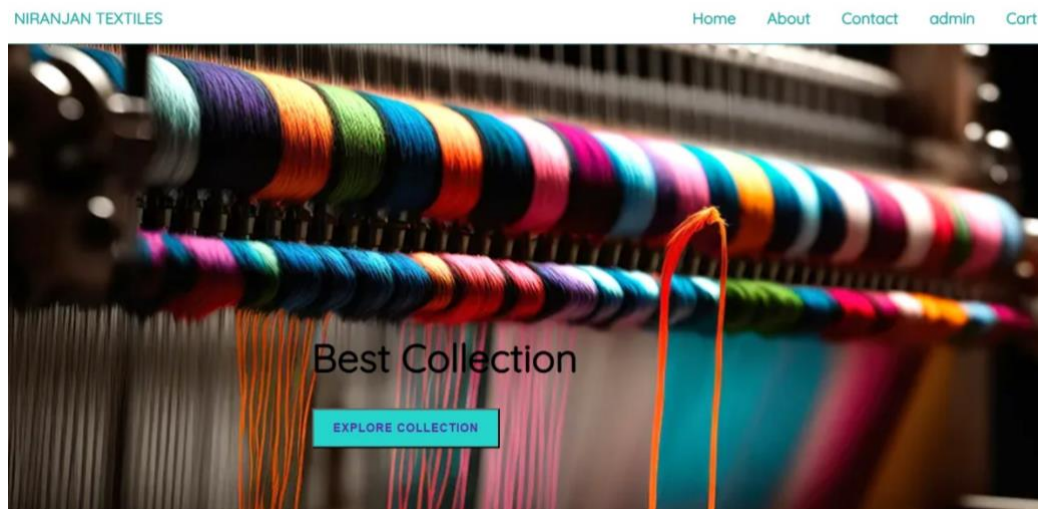 NIRANJAN TEXTILES
Home About Contact admin Cart
Best Collection
EXPLORE COLLECTION